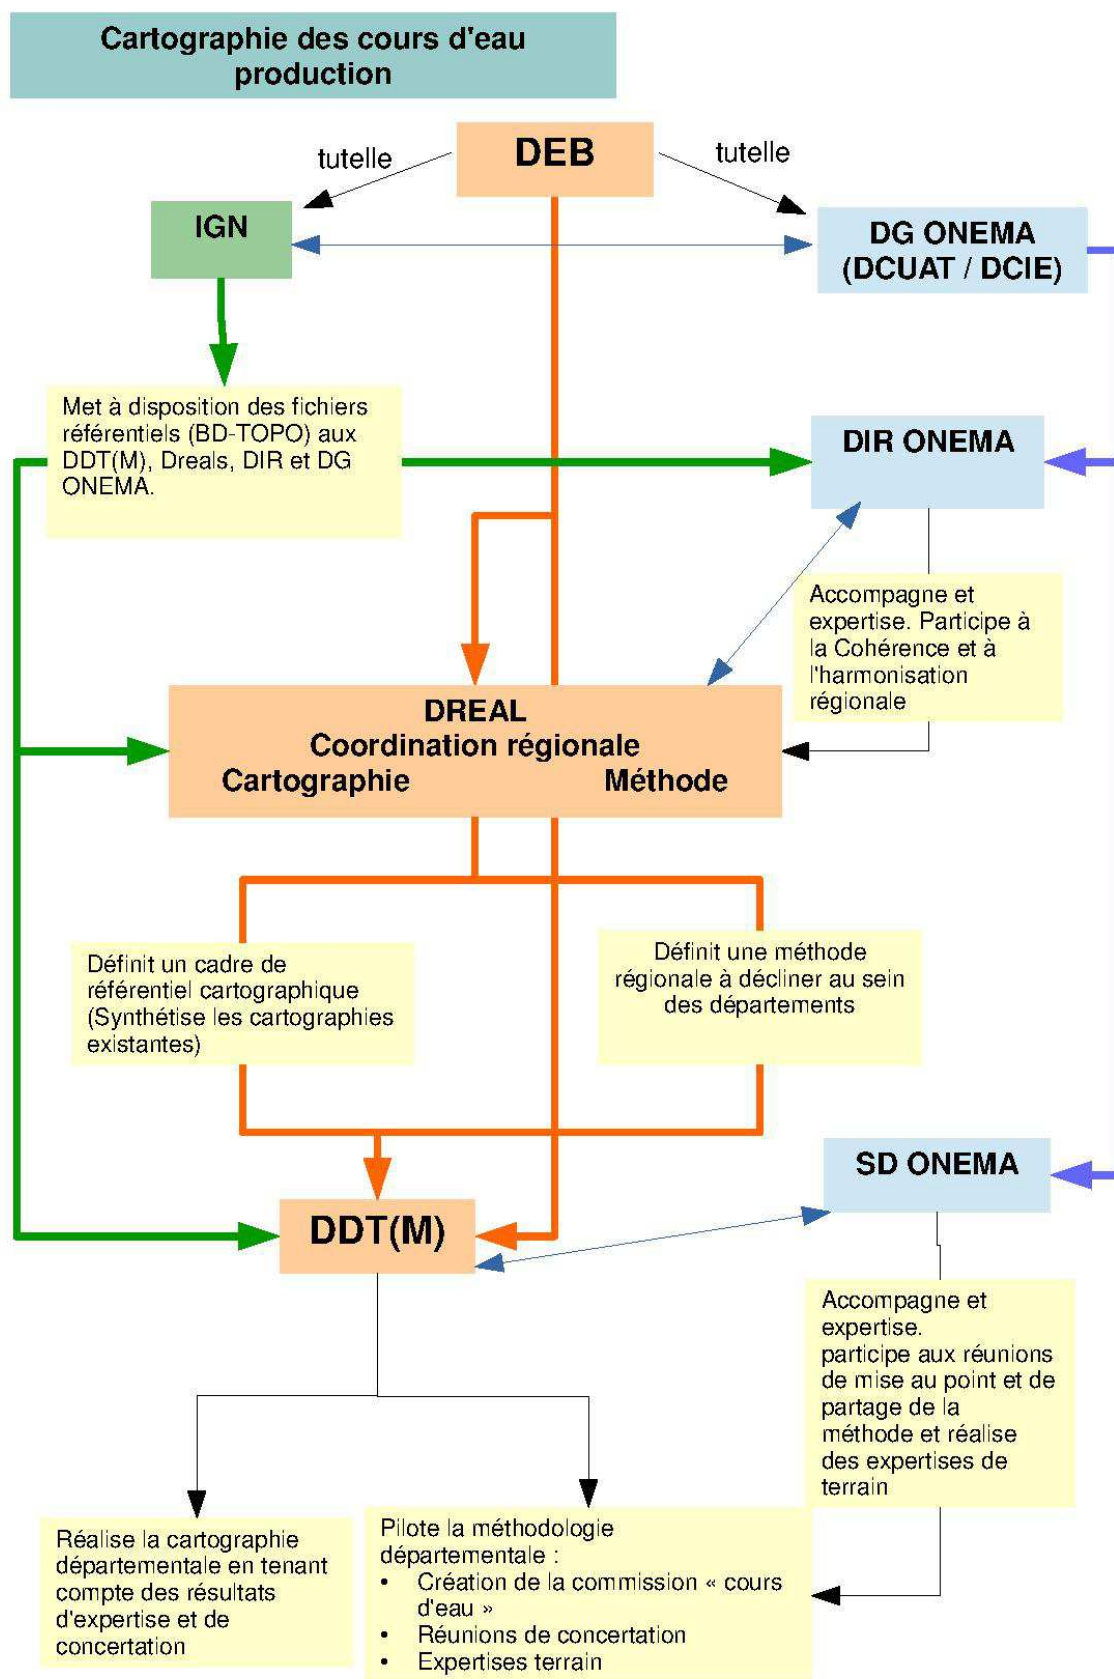 Cartographie des cours d'eau
production
DEB
tutelle
tutelle
IGN
DG ONEMA
(DCUAT / DCIE)
Met à disposition des fichiers
référentiels (BD-TOPO) aux
DDT(M), Dreals, DIR et DG
ONEMA.
DIR ONEMA
Accompagne et
expertise. Participe à
la Cohérence et à
l'harmonisation
régionale
DREAL
Coordination régionale
Cartographie Méthode
Définit un cadre de
référentiel cartographique
(Synthétise les cartographies
existantes)
Définit une méthode
régionale à décliner au sein
des départements
SD ONEMA
DDT(M)
Accompagne et
expertise.
participe aux réunions
de mise au point et de
partage de la
méthode et réalise
des expertises de
terrain
Réalise la cartographie
départementale en tenant
compte des résultats
d'expertise et de
concertation
Pilote la méthodologie
départementale :
• Création de la commission « cours
d'eau »
• Réunions de concertation
• Expertises terrain